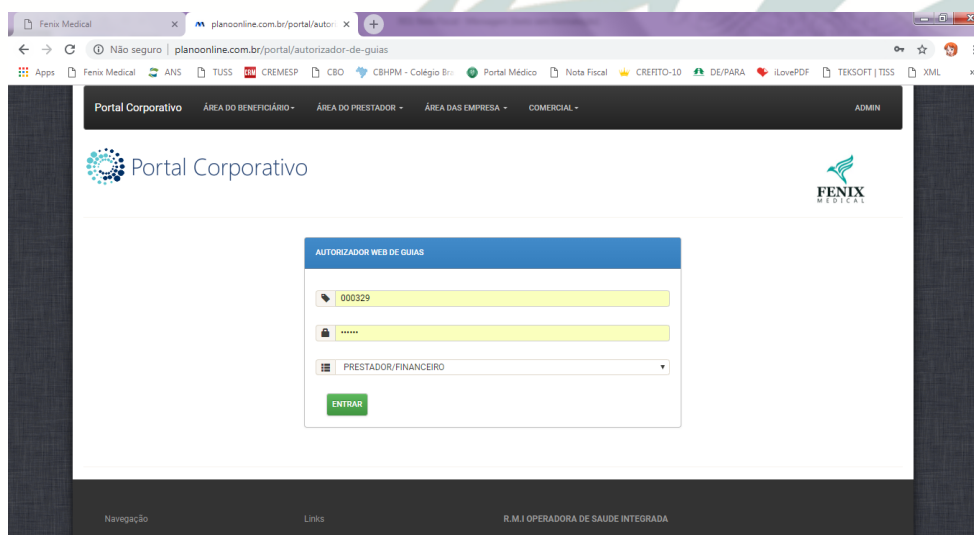 Fenix Medical
planoonline.com.br/portal/autori
Não seguro | planoonline.com.br/portal/autorizador-de-guias
Apps Fenix Medical ANS TUSS CRM CREMESP CBO CBHPM - Colégio Bra Portal Médico Nota Fiscal CREFITO-10 DE/PARA iLovePDF TEKSOFT | TISS XML
Portal Corporativo ÁREA DO BENEFICIÁRIO ÁREA DO PRESTADOR ÁREA DAS EMPRESA COMERCIAL ADMIN
Portal Corporativo
FENIX
MEDICAL
AUTORIZADOR WEB DE GUIAS
000329
••••••
PRESTADOR/FINANCEIRO
ENTRAR
Navegação Links R.M.I OPERADORA DE SAUDE INTEGRADA